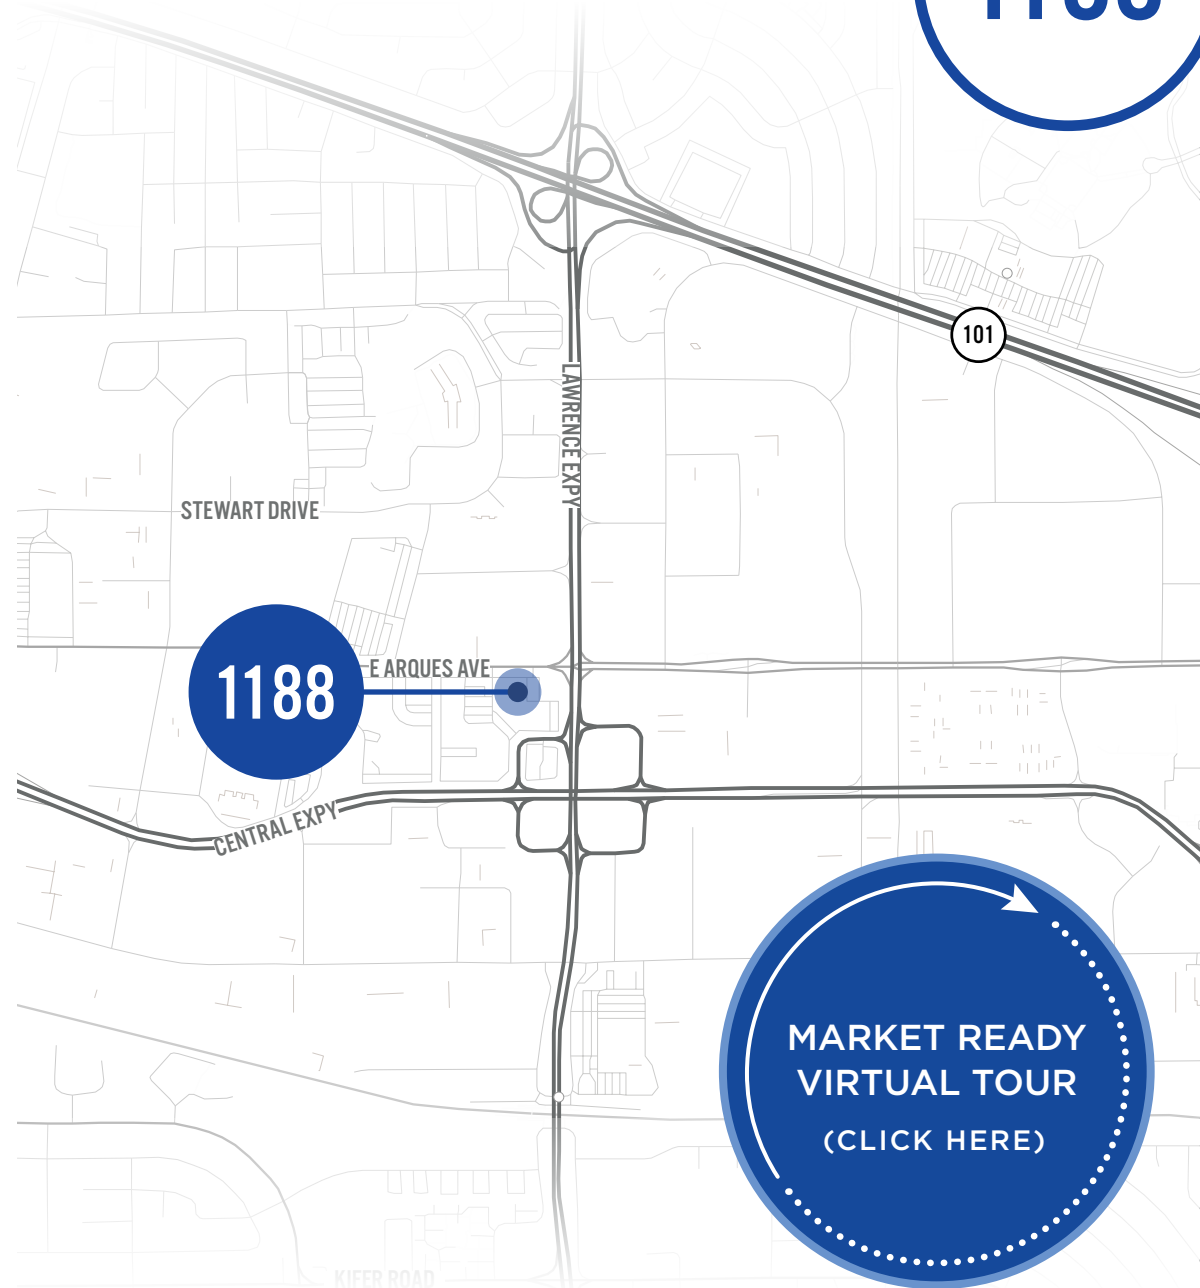 101
LAWRENCE EXPY
STEWART DRIVE
1188
E ARQUES AVE
CENTRAL EXPY
MARKET READY
VIRTUAL TOUR
(CLICK HERE)
KIFER ROAD